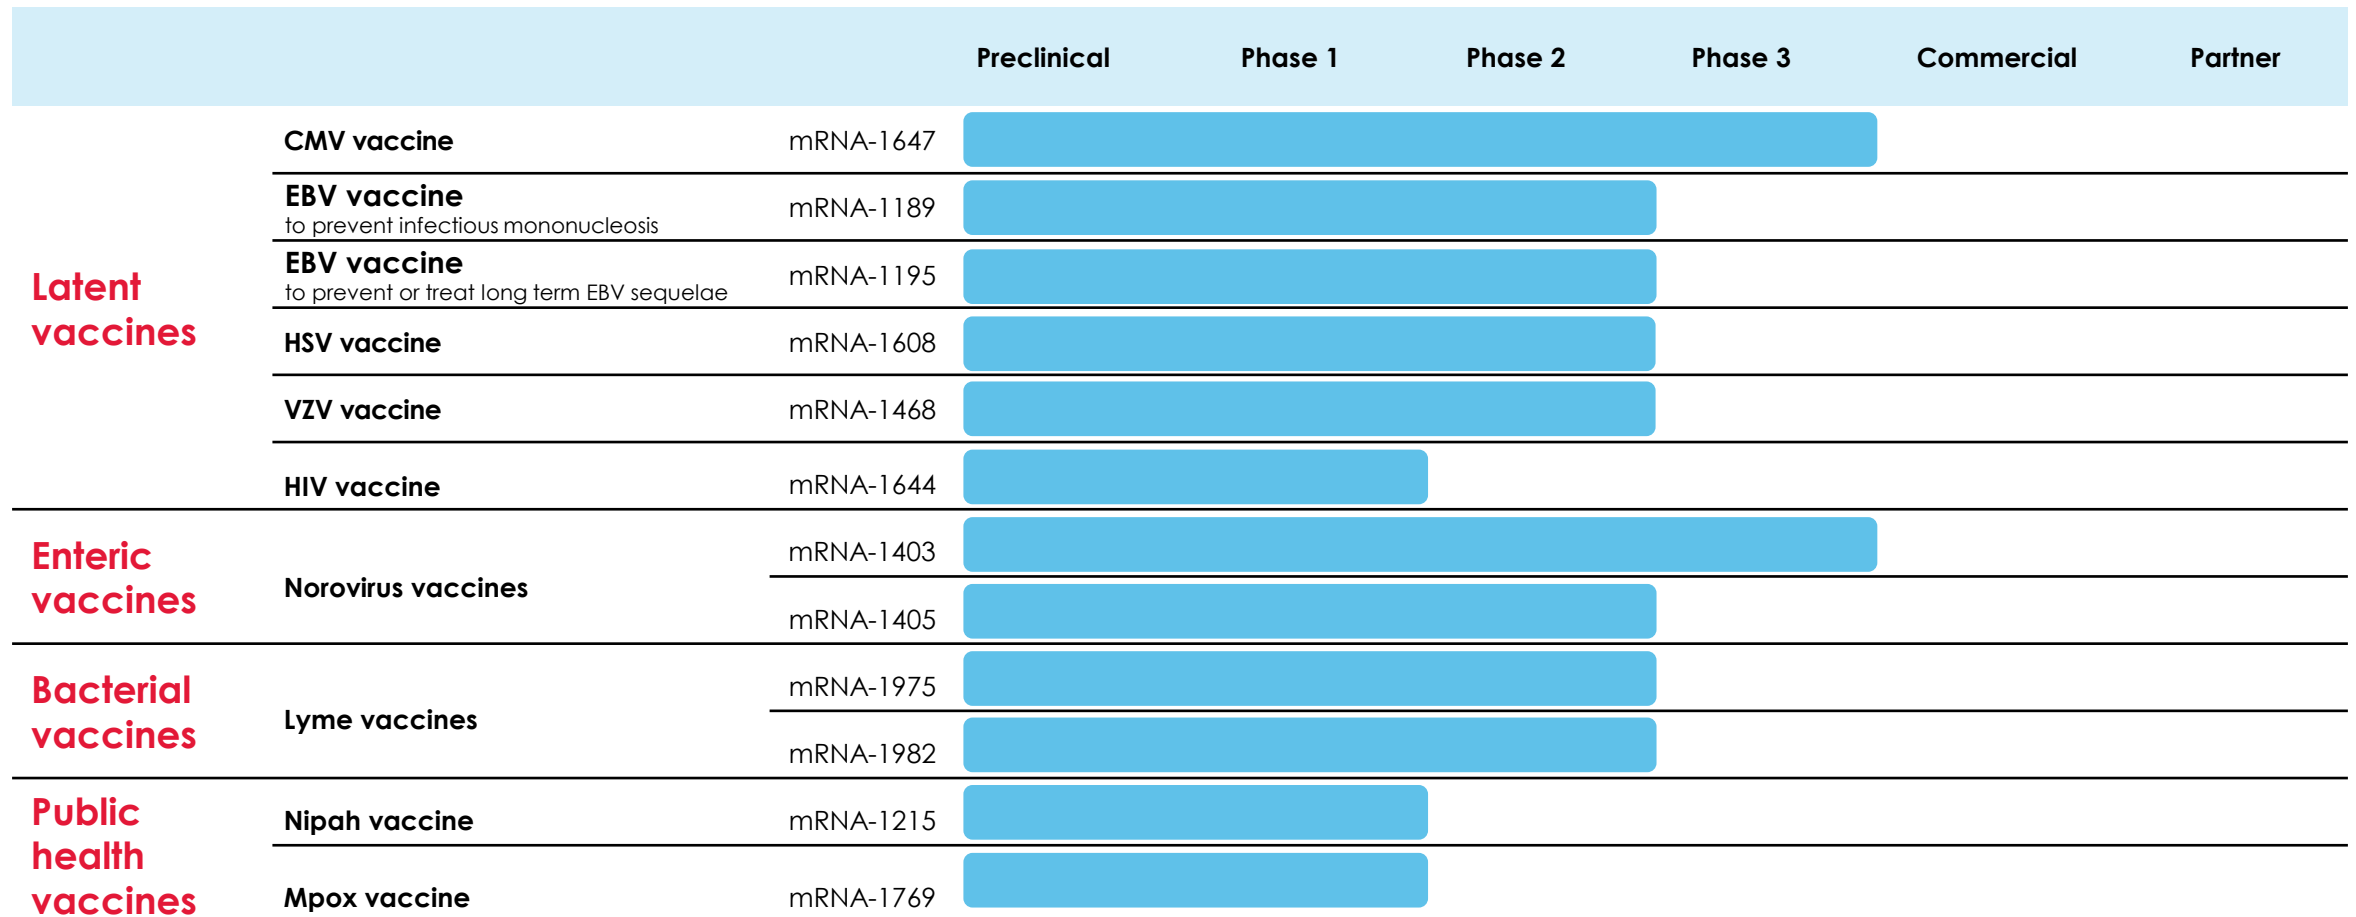 Preclinical Phase 1 Phase 2 Phase 3 Commercial Partner
Latent
vaccines
CMV vaccine mRNA-1647
EBV vaccine
to prevent infectious mononucleosis
mRNA-1189
EBV vaccine
to prevent or treat long term EBV sequelae
mRNA-1195
HSV vaccine mRNA-1608
VZV vaccine mRNA-1468
HIV vaccine mRNA-1644
Enteric
vaccines
Norovirus vaccines
mRNA-1403
mRNA-1405
Bacterial
vaccines
Lyme vaccines
mRNA-1975
mRNA-1982
Public
health
vaccines
Nipah vaccine mRNA-1215
Mpox vaccine mRNA-1769